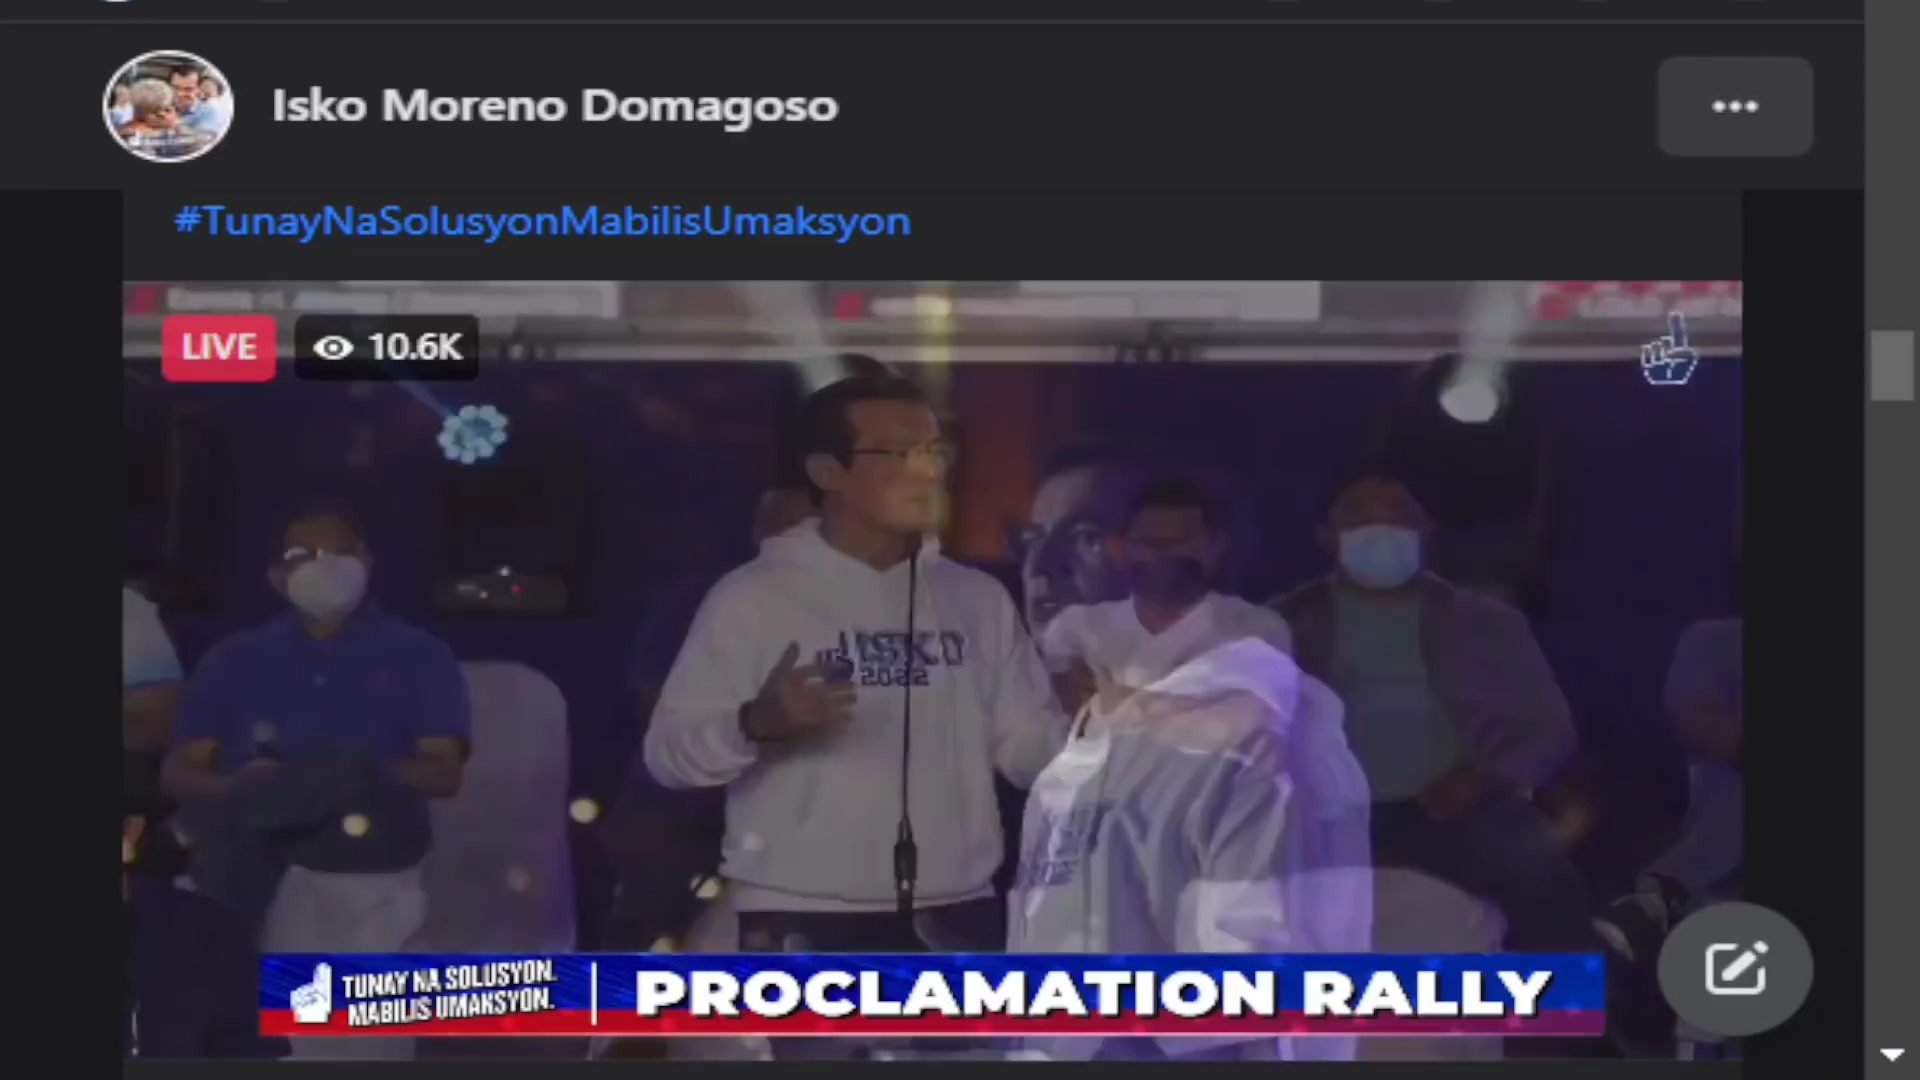 Isko Moreno Domagoso
#TunayNaSolusyonMabilisUmaksyon
LIVE
10.6K
ISKO
2022
TUNAY NA SOLUSYON.
MABILIS UMAKSYON.
PROCLAMATION RALLY